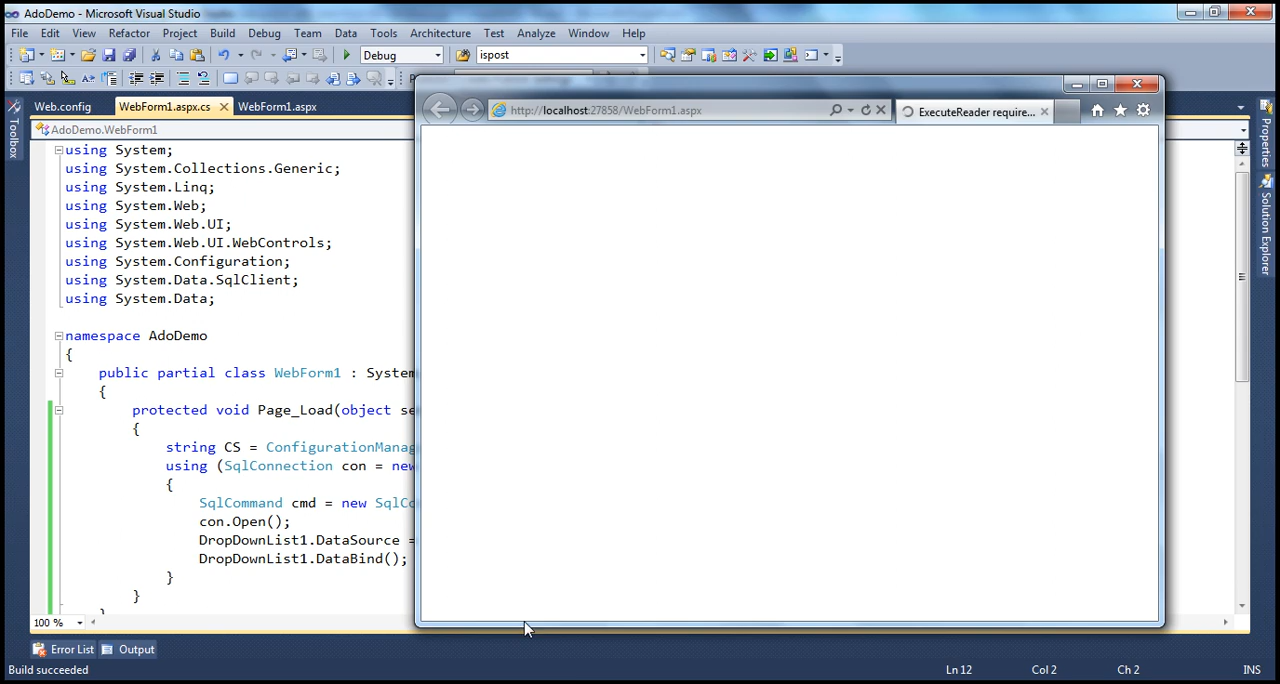 AdoDemo - Microsoft Visual Studio
File Edit View Refactor Project Build Debug Team Data Tools Architecture Test Analyze Window Help
Debug ispost
Web.config WebForm1.aspx.cs WebForm1.aspx
http://localhost:27858/WebForm1.aspx ExecuteReader require...
AdoDemo.WebForm1
Toolbox
Properties
Solution Explorer
using System;
using System.Collections.Generic;
using System.Linq;
using System.Web;
using System.Web.UI;
using System.Web.UI.WebControls;
using System.Configuration;
using System.Data.SqlClient;
using System.Data;
namespace AdoDemo
{
public partial class WebForm1 : System
{
protected void Page_Load(object se
{
string CS = ConfigurationManag
using (SqlConnection con = new
{
SqlCommand cmd = new SqlCo
con.Open();
DropDownList1.DataSource =
DropDownList1.DataBind();
}
}
100 %
Error List Output
Build succeeded Ln 12 Col 2 Ch 2 INS